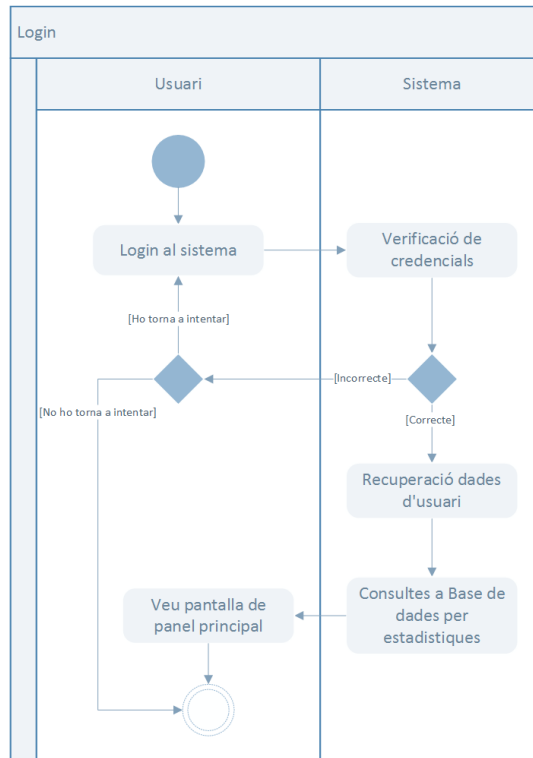 Login
Usuari
Sistema
Login al sistema
Verificació de
credencials
[Ho torna a intentar]
[Incorrecte]
[No ho torna a intentar]
[Correcte]
Recuperació dades
d'usuari
Consultes a Base de
dades per
estadistiques
Veu pantalla de
panel principal